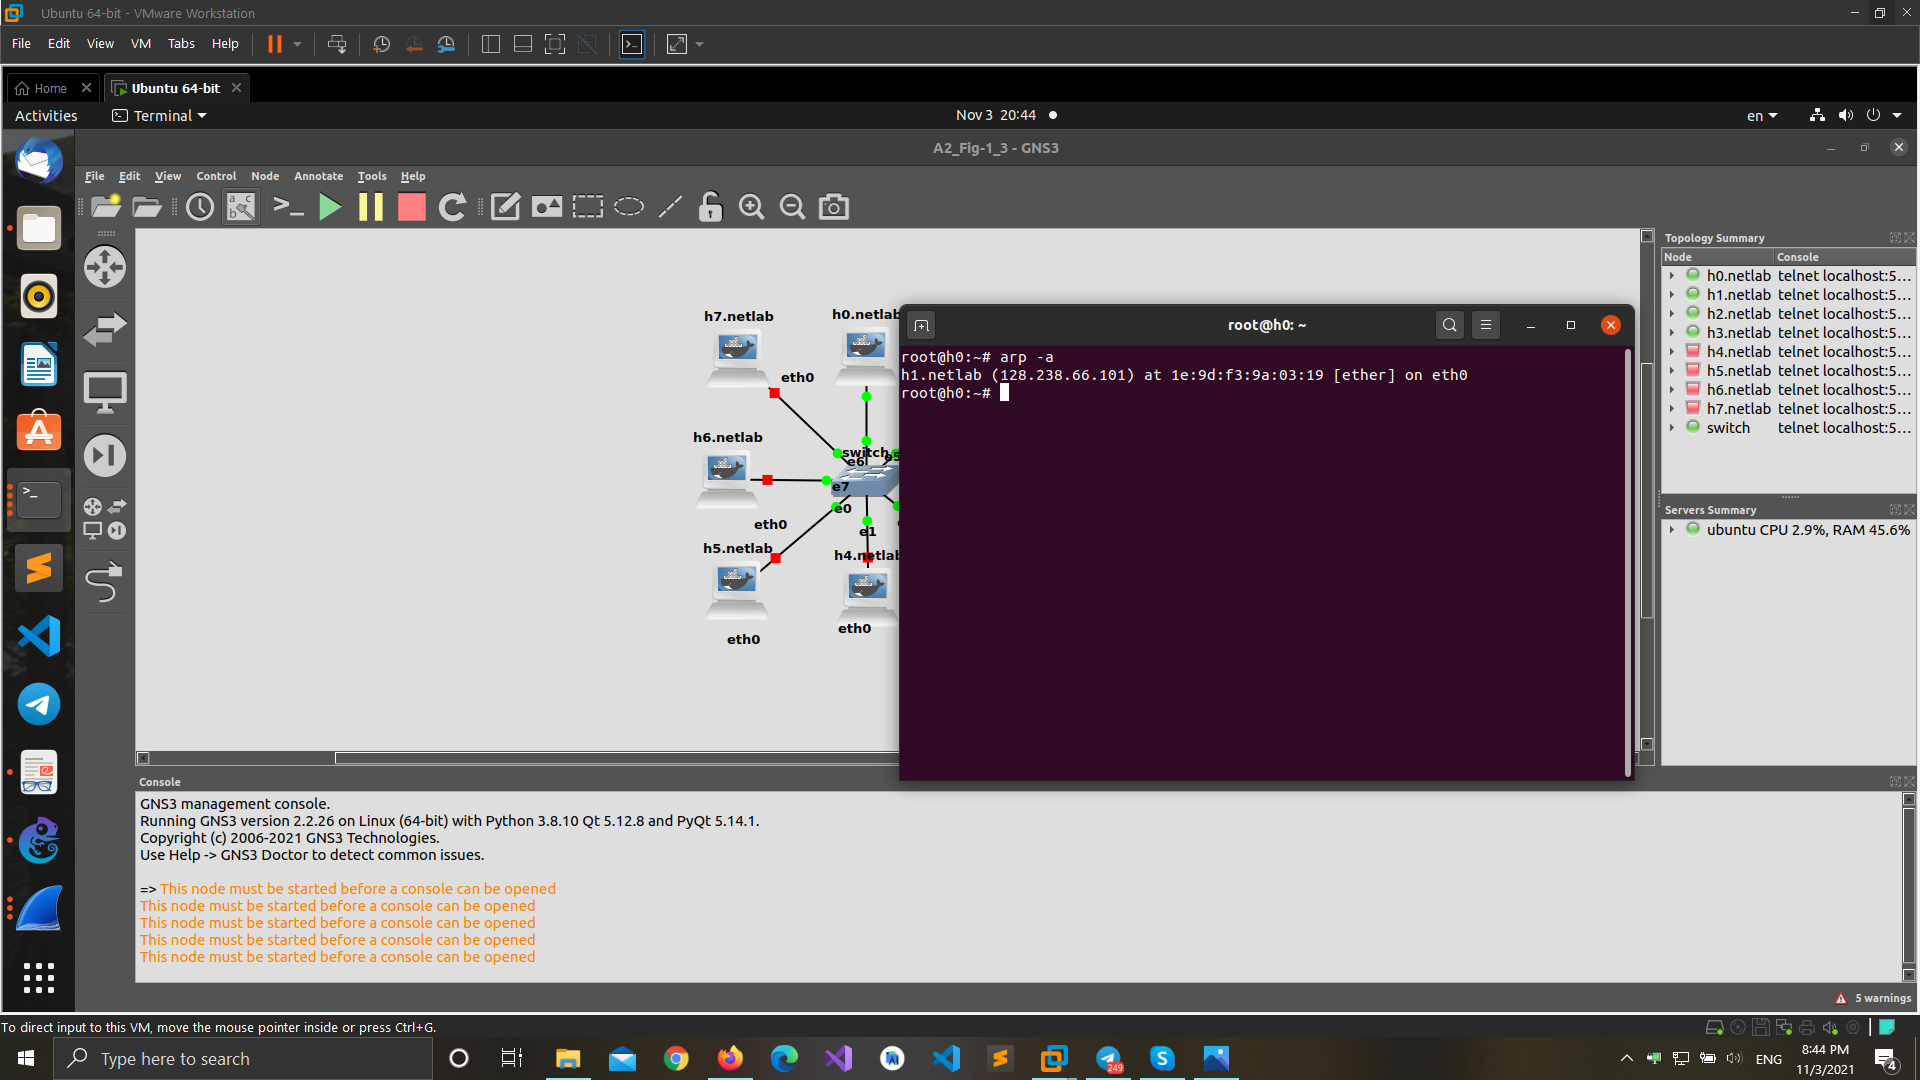 Ubuntu 64-bit - VMware Workstation
File Edit View VM Tabs Help
Home
Ubuntu 64-bit
Activities
Terminal
Nov 3 20:44
en
A2_Fig-1_3 - GNS3
File Edit View Control Node Annotate Tools Help
h7.netlab
eth0
h0.netlab
h6.netlab
eth0
switch
e6
e7
e0
e1
h5.netlab
eth0
h4.netlab
eth0
root@h0: ~
root@h0:~# arp -a
h1.netlab (128.238.66.101) at 1e:9d:f3:9a:03:19 [ether] on eth0
root@h0:~#
Topology Summary
Node Console
h0.netlab telnet localhost:5...
h1.netlab telnet localhost:5...
h2.netlab telnet localhost:5...
h3.netlab telnet localhost:5...
h4.netlab telnet localhost:5...
h5.netlab telnet localhost:5...
h6.netlab telnet localhost:5...
h7.netlab telnet localhost:5...
switch telnet localhost:5...
Servers Summary
ubuntu CPU 2.9%, RAM 45.6%
Console
GNS3 management console.
Running GNS3 version 2.2.26 on Linux (64-bit) with Python 3.8.10 Qt 5.12.8 and PyQt 5.14.1.
Copyright (c) 2006-2021 GNS3 Technologies.
Use Help -> GNS3 Doctor to detect common issues.
=> This node must be started before a console can be opened
This node must be started before a console can be opened
This node must be started before a console can be opened
This node must be started before a console can be opened
This node must be started before a console can be opened
5 warnings
To direct input to this VM, move the mouse pointer inside or press Ctrl+G.
Type here to search
249
ENG
8:44 PM
11/3/2021
4